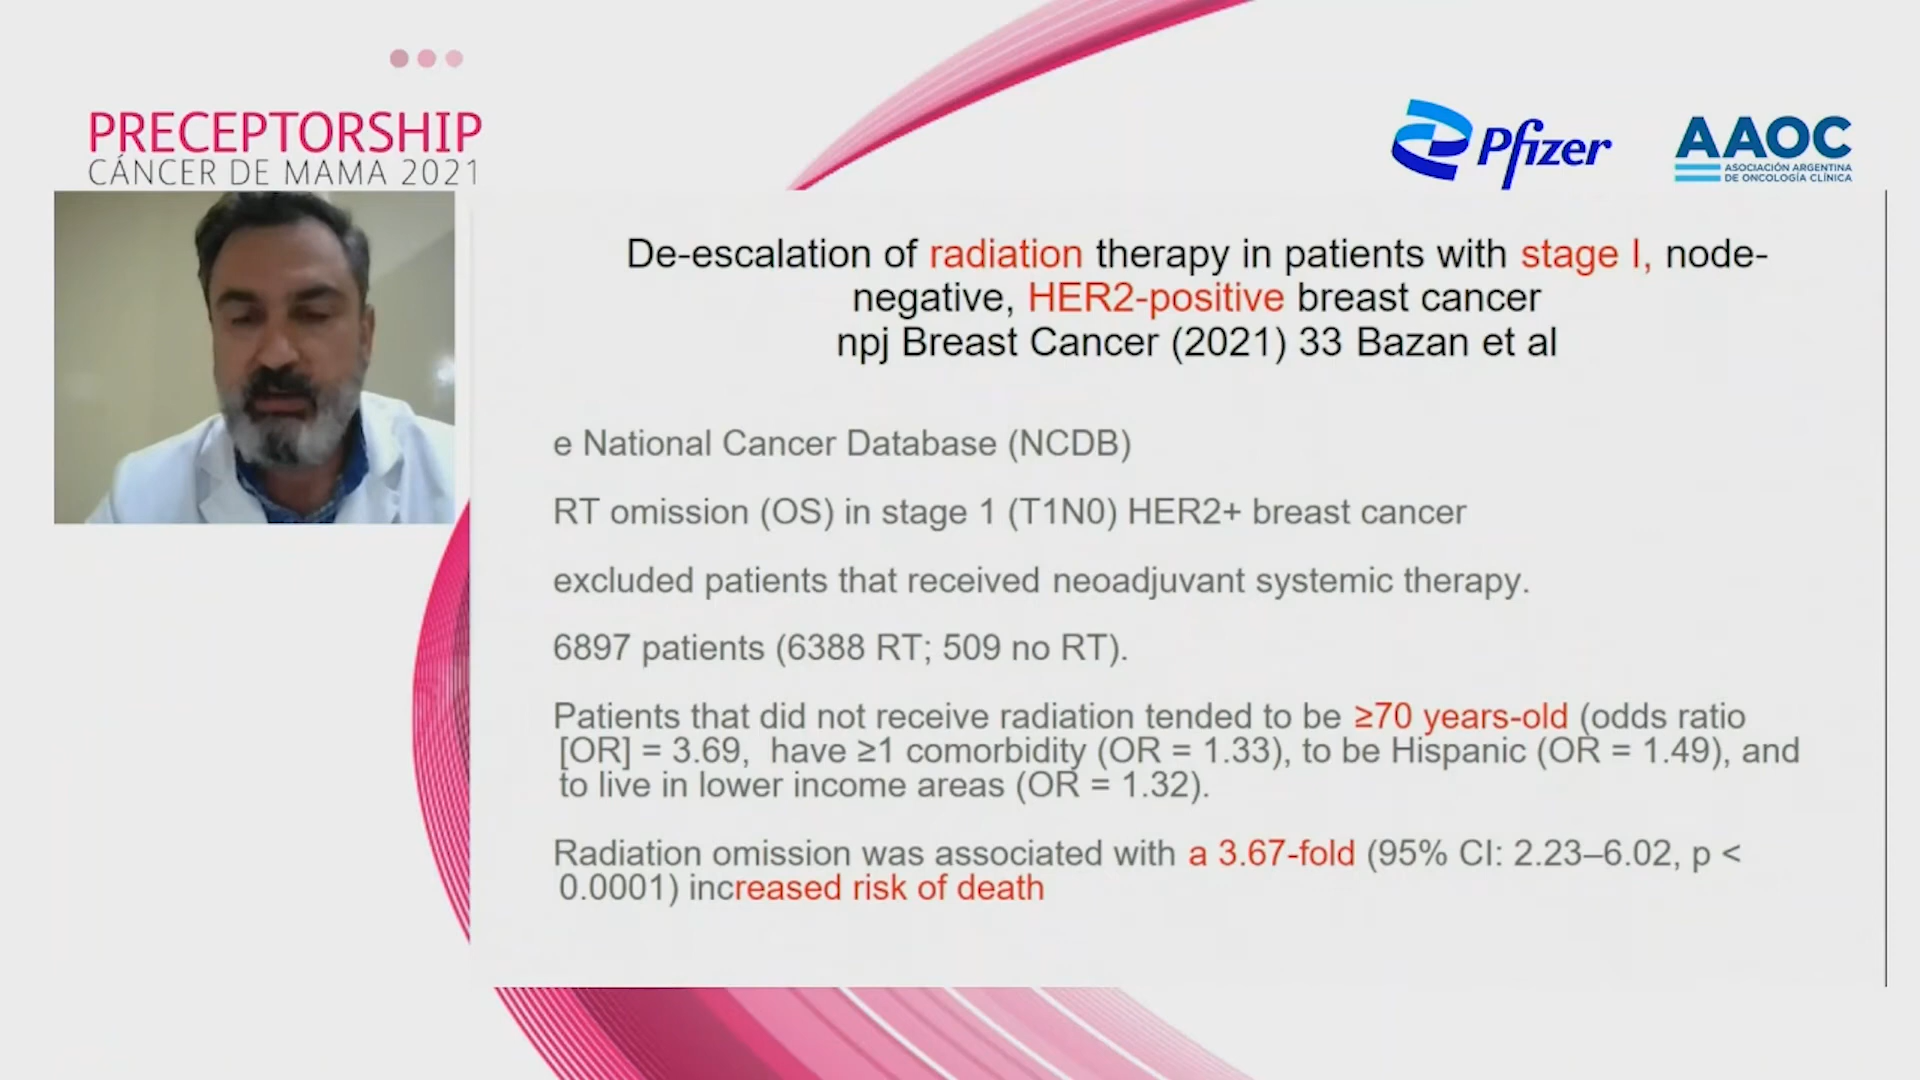 PRECEPTORSHIP
CÁNCER DE MAMA 2021
Pfizer
AAOC
ASOCIACIÓN ARGENTINA
DE ONCOLOGÍA CLÍNICA
De-escalation of radiation therapy in patients with stage I, node-
negative, HER2-positive breast cancer
npj Breast Cancer (2021) 33 Bazan et al
e National Cancer Database (NCDB)
RT omission (OS) in stage 1 (T1N0) HER2+ breast cancer
excluded patients that received neoadjuvant systemic therapy.
6897 patients (6388 RT; 509 no RT).
Patients that did not receive radiation tended to be ≥70 years-old (odds ratio
[OR] = 3.69, have ≥1 comorbidity (OR = 1.33), to be Hispanic (OR = 1.49), and
to live in lower income areas (OR = 1.32).
Radiation omission was associated with a 3.67-fold (95% CI: 2.23–6.02, p <
0.0001) increased risk of death